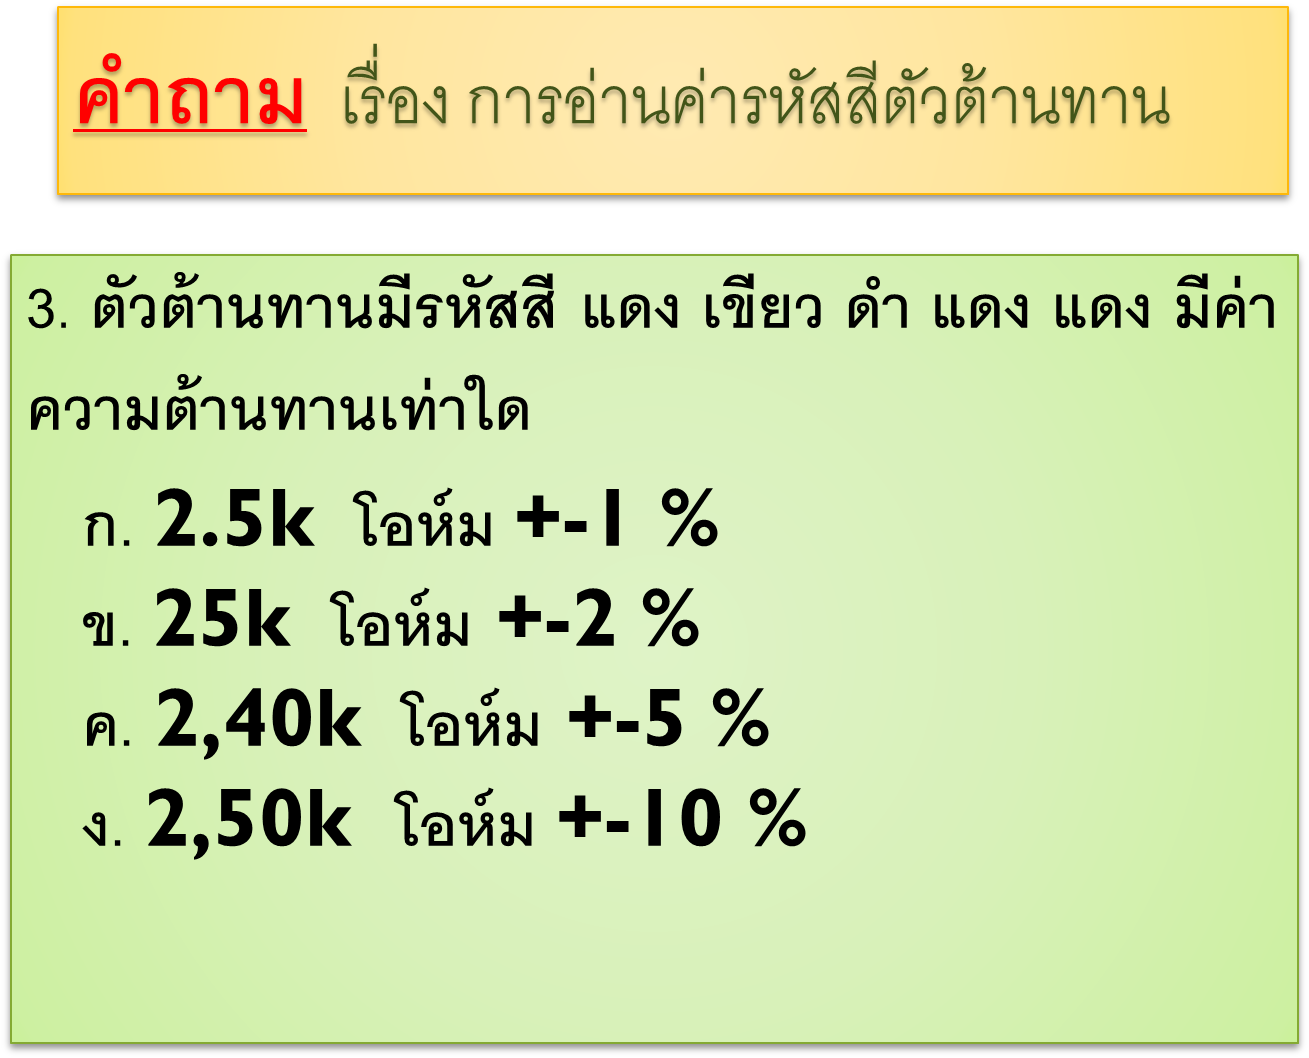 คำถาม เรื่อง การอ่านค่ารหัสสีตัวต้านทาน
3. ตัวต้านทานมีรหัสสี แดง เขียว ดำ แดง แดง มีค่า
ความต้านทานเท่าใด
ก. 2.5k โอห์ม +-1 %
ข. 25k โอห์ม +-2 %
ค. 2,40k โอห์ม +-5 %
ง. 2,50k โอห์ม +-10 %